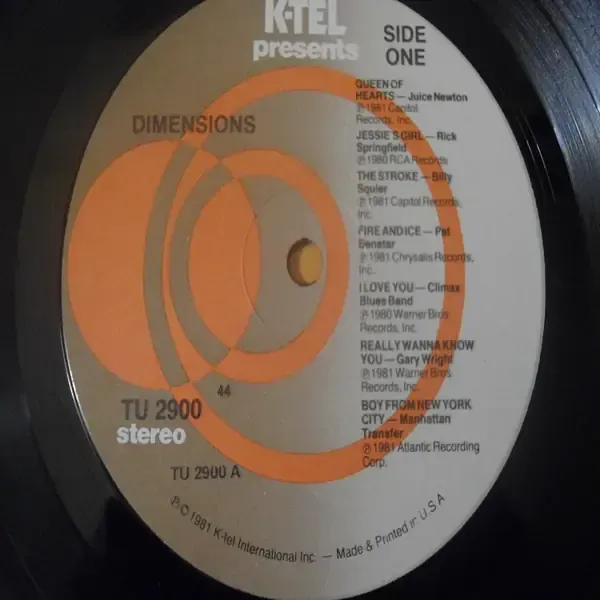 K-TEL
presents
SIDE
ONE
DIMENSIONS
QUEEN OF
HEARTS — Juice Newton
℗ 1981 Capitol
Records, Inc.
JESSIE'S GIRL — Rick
Springfield
℗ 1980 RCA Records
THE STROKE — Billy
Squier
℗ 1981 Capitol Records,
Inc.
FIRE AND ICE — Pat
Benatar
℗ 1981 Chrysalis Records,
Inc.
I LOVE YOU — Climax
Blues Band
℗ 1980 Warner Bros
Records, Inc.
REALLY WANNA KNOW
YOU — Gary Wright
℗ 1981 Warner Bros
Records, Inc.
BOY FROM NEW YORK
CITY — Manhattan
Transfer
℗ 1981 Atlantic Recording
Corp.
44
TU 2900
stereo
TU 2900 A
℗ © 1981 K-tel International Inc. — Made & Printed in U.S.A